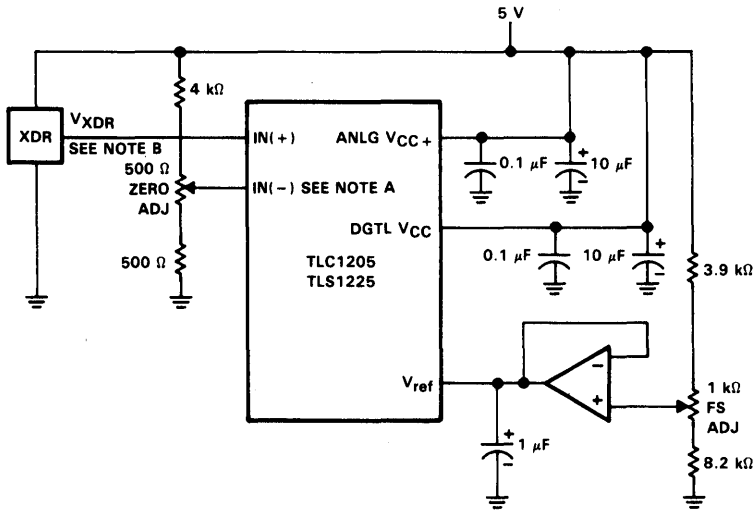 5 V
4 kΩ
XDR
VXDR
SEE NOTE B
500 Ω
ZERO
ADJ
500 Ω
IN(+)
ANLG VCC+
IN(−) SEE NOTE A
DGTL VCC
TLC1205
TLS1225
Vref
0.1 μF
+
10 μF
−
0.1 μF
10 μF
+
−
3.9 kΩ
−
+
1 kΩ
FS
ADJ
8.2 kΩ
+
1 μF
−